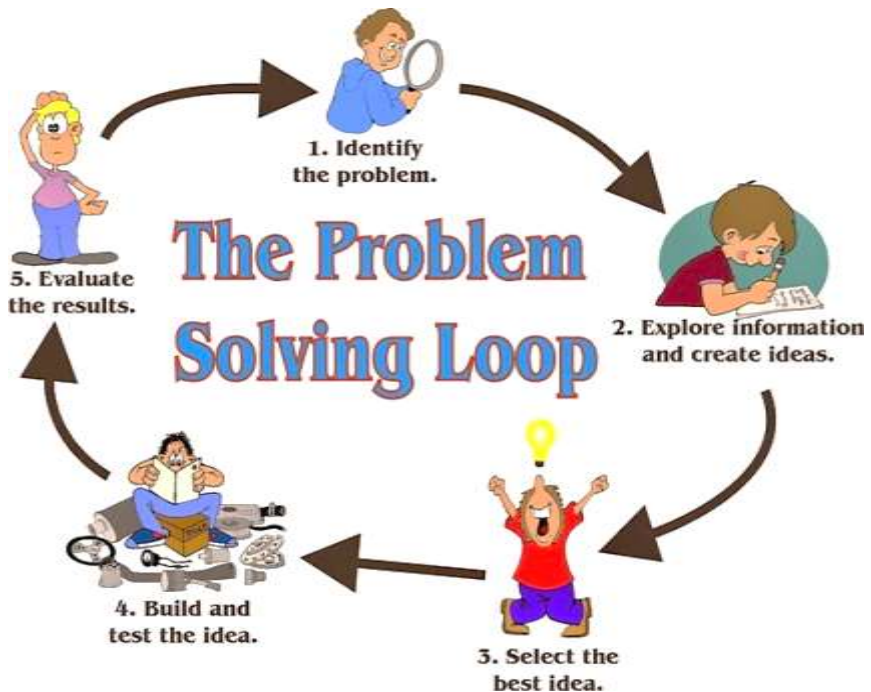 The Problem
Solving Loop
1. Identify
the problem.
2. Explore information
and create ideas.
3. Select the
best idea.
4. Build and
test the idea.
5. Evaluate
the results.